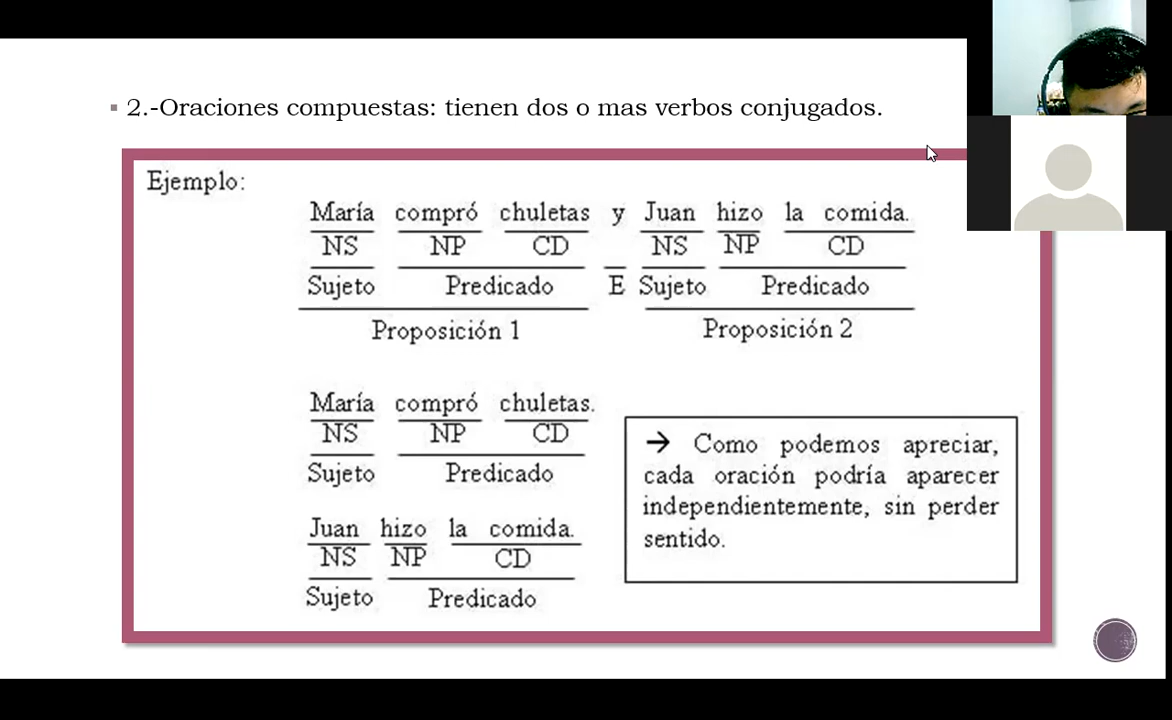 2.-Oraciones compuestas: tienen dos o mas verbos conjugados.
Ejemplo:
María compró chuletas y Juan hizo la comida.
NS NP CD NS NP CD
Sujeto Predicado E Sujeto Predicado
Proposición 1 Proposición 2
María compró chuletas.
NS NP CD
Sujeto Predicado
Juan hizo la comida.
NS NP CD
Sujeto Predicado
→ Como podemos apreciar,
cada oración podría aparecer
independientemente, sin perder
sentido.